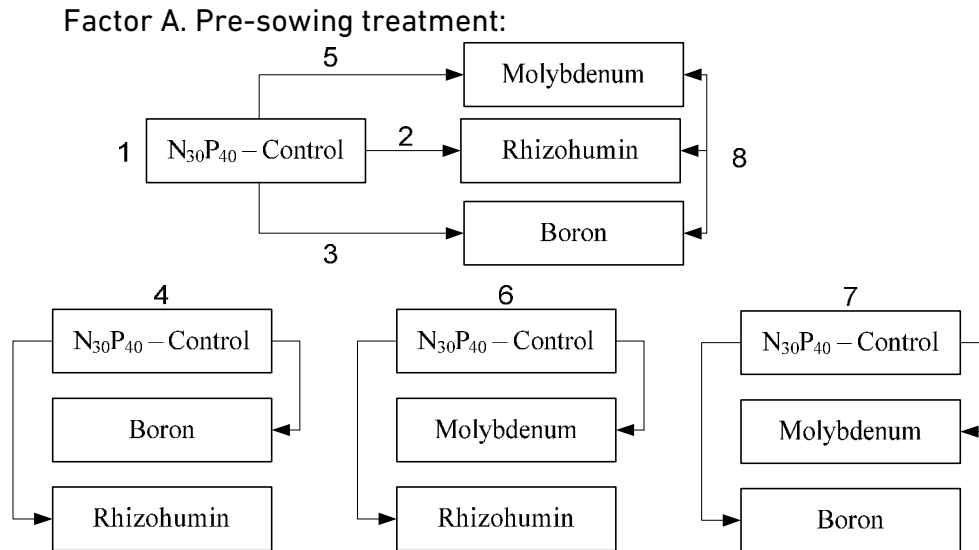 Factor A. Pre-sowing treatment:
5
Molybdenum
1
N₃₀P₄₀ – Control
2
Rhizohumin
8
3
Boron
4
6
7
N₃₀P₄₀ – Control
N₃₀P₄₀ – Control
N₃₀P₄₀ – Control
Boron
Molybdenum
Molybdenum
Rhizohumin
Rhizohumin
Boron